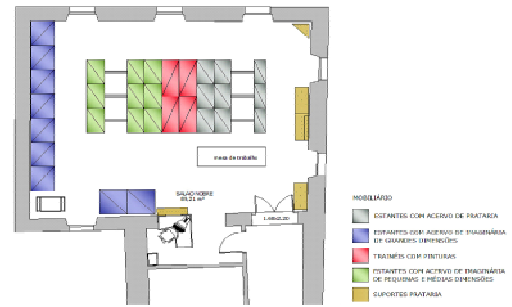 mesa de trabalho
SALÃO NOBRE
MOBILIÁRIO
ESTANTES COM ACERVO DE PRATARIA
ESTANTES COM ACERVO DE IMAGINÁRIA
DE GRANDES DIMENSÕES
TRAINÉIS COM PINTURAS
ESTANTES COM ACERVO DE IMAGINÁRIA
DE PEQUENAS E MÉDIAS DIMENSÕES
SUPORTES PRATARIA